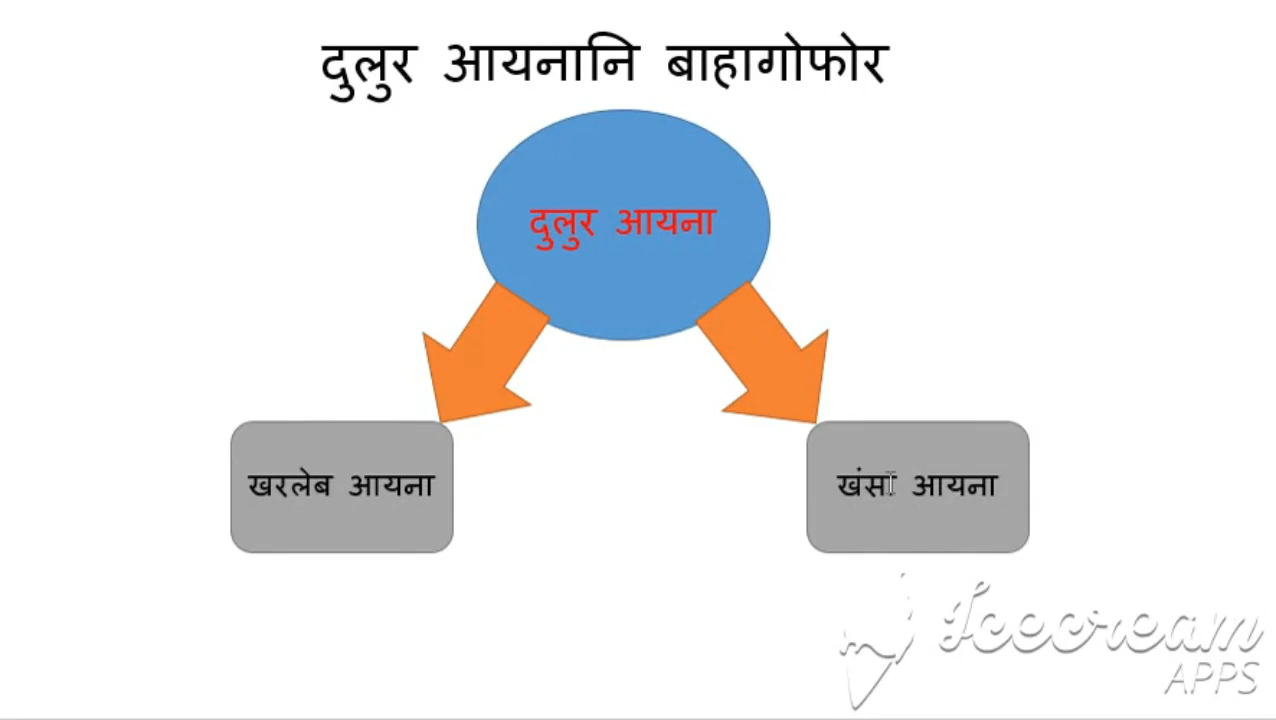 दुलुर आयनानि बाहागोफोर
दुलुर आयना
खरलेब आयना
खंसा आयना
Icecream
APPS